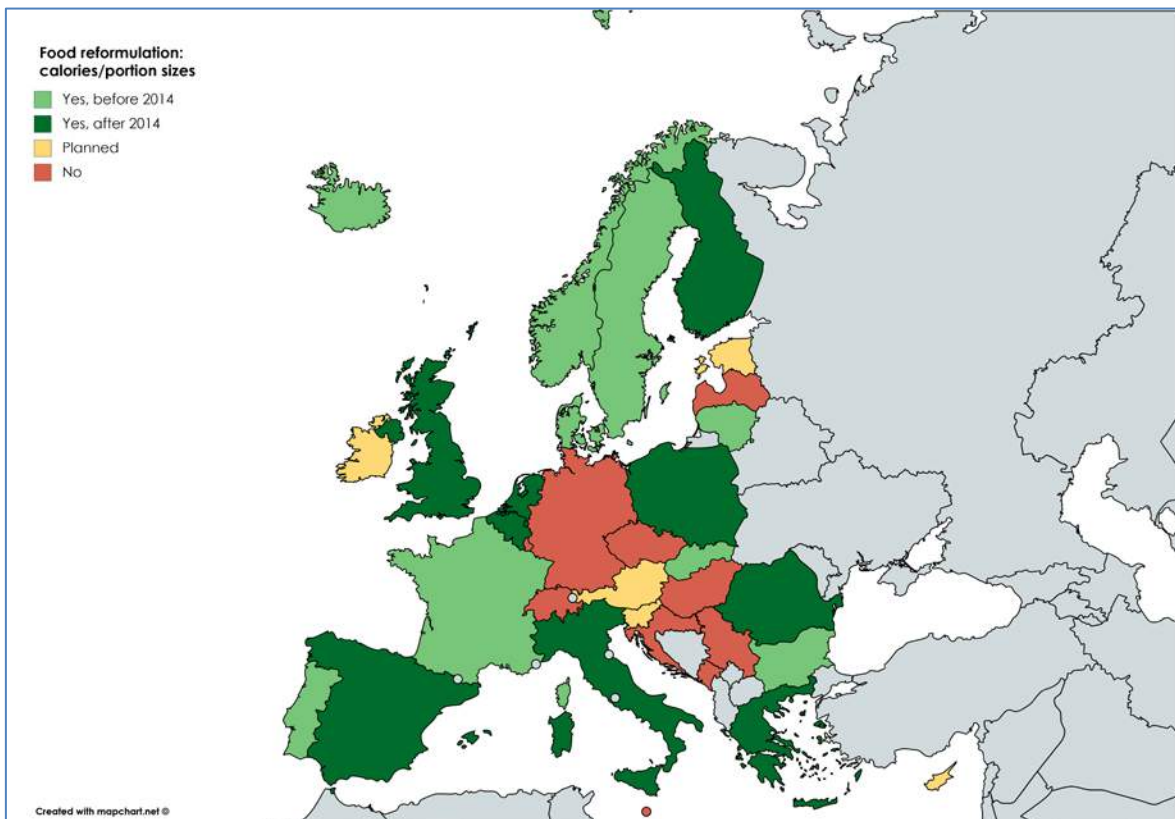 Food reformulation:
calories/portion sizes
Yes, before 2014
Yes, after 2014
Planned
No
Created with mapchart.net ©